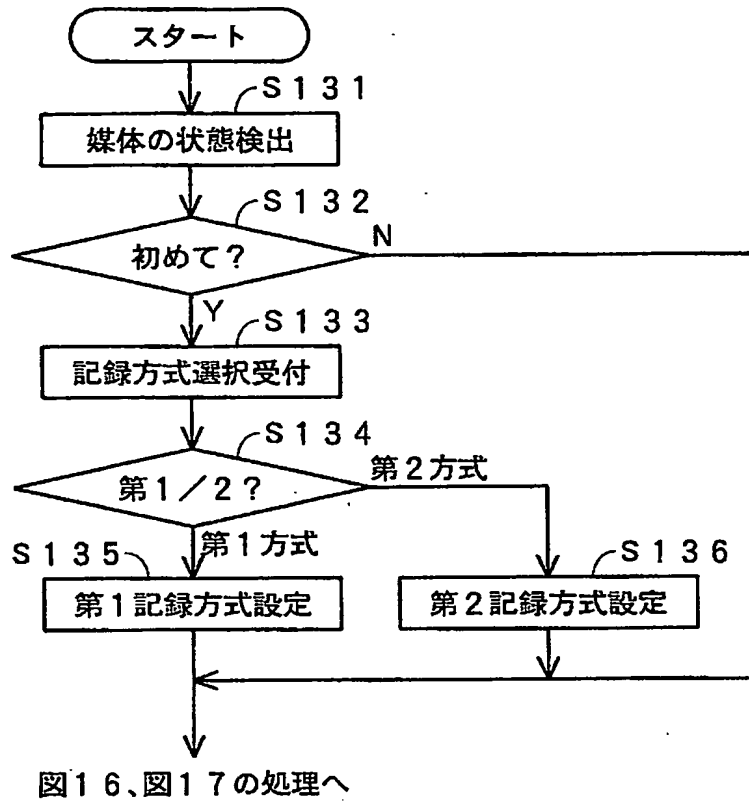 スタート
S131
媒体の状態検出
S132
初めて?
N
Y
S133
記録方式選択受付
S134
第1/2?
第2方式
第1方式
S135
第1記録方式設定
S136
第2記録方式設定
図16、図17の処理へ